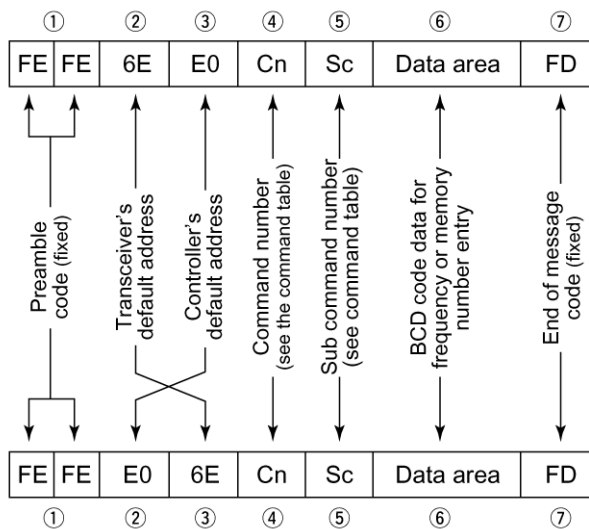 ① ② ③ ④ ⑤ ⑥ ⑦
FE FE 6E E0 Cn Sc Data area FD
Preamble
code (fixed)
Transceiver's
default address
Controller's
default address
Command number
(see the command table)
Sub command number
(see command table)
BCD code data for
frequency or memory
number entry
End of message
code (fixed)
FE FE E0 6E Cn Sc Data area FD
① ② ③ ④ ⑤ ⑥ ⑦